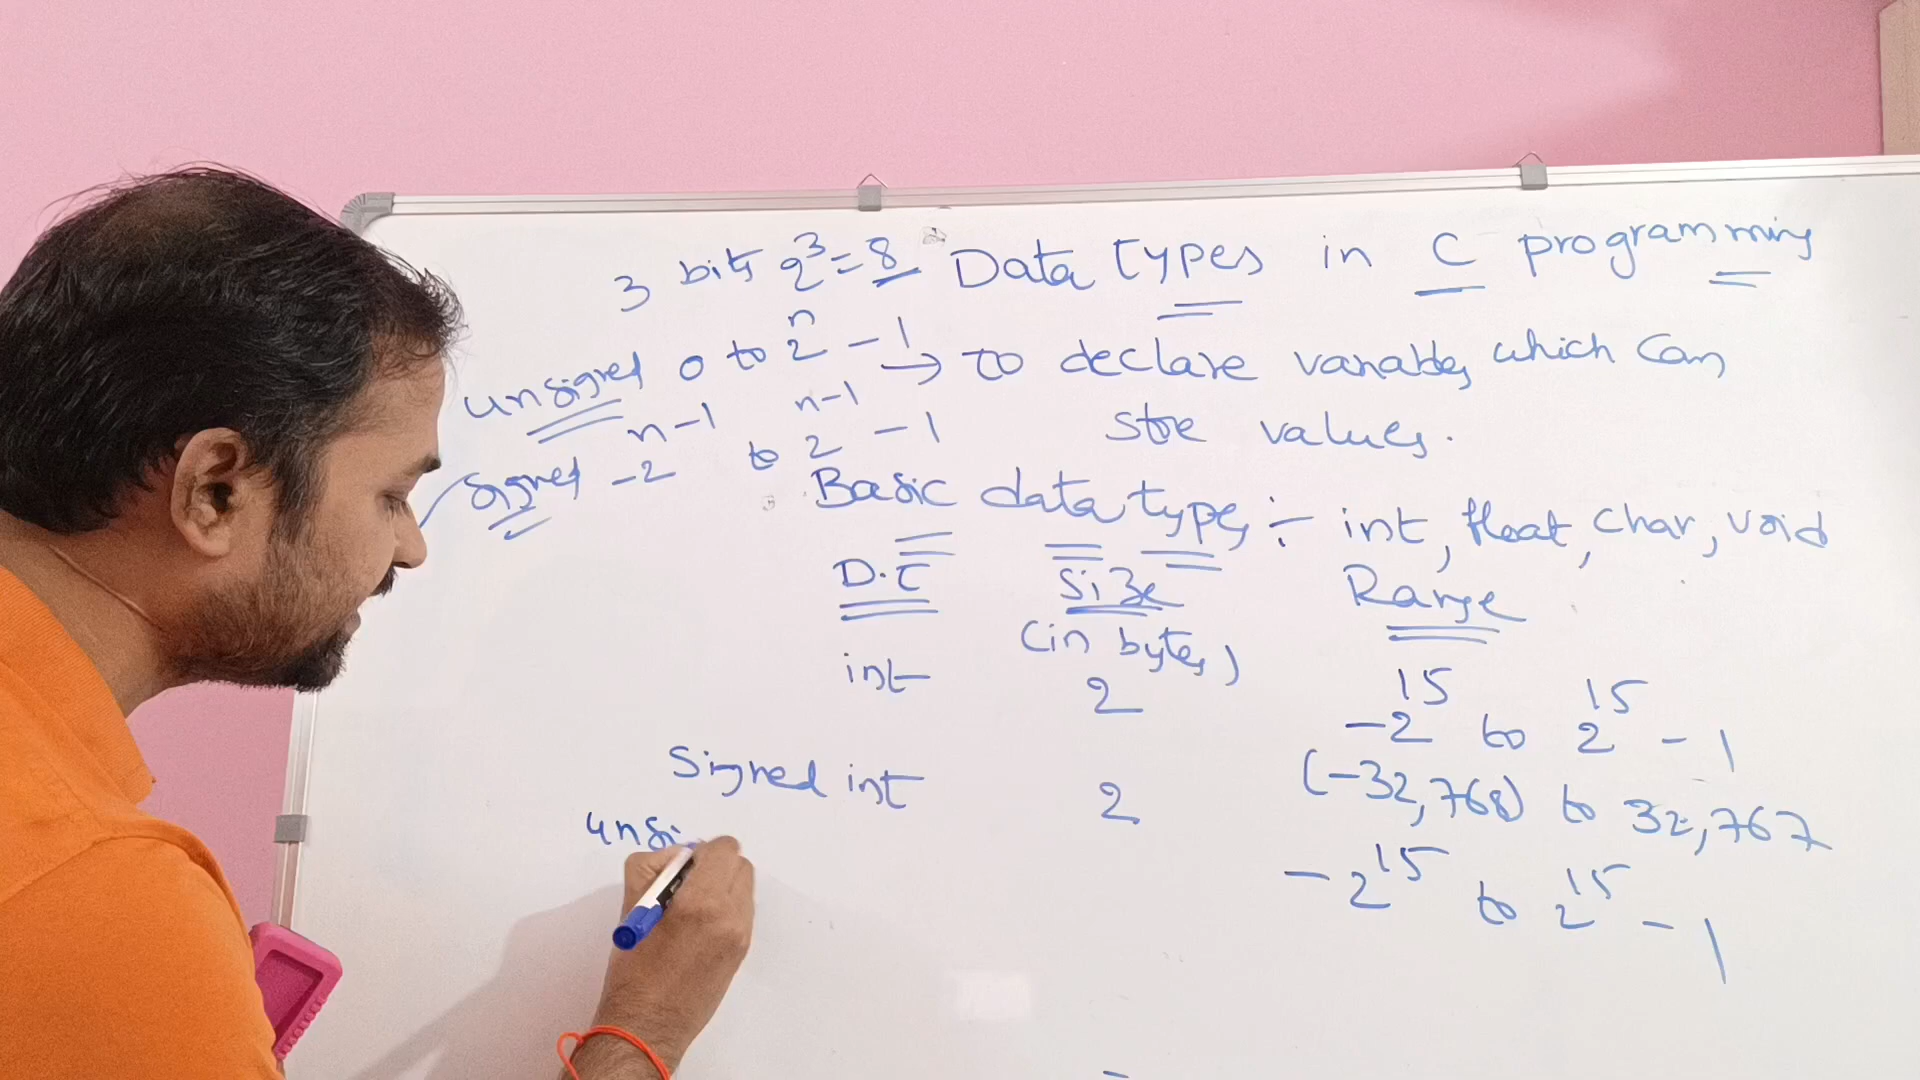 3 bits 2³=8 Data types in C programming
unsigned 0 to 2ⁿ - 1 → to declare variables which can
store values.
signed -2ⁿ⁻¹ to 2ⁿ⁻¹ - 1
Basic data types :- int, float, char, void
D.t Size Range
(in bytes)
int 2 -2¹⁵ to 2¹⁵ - 1
(-32,768) to 32,767
Signed int 2 -2¹⁵ to 2¹⁵ - 1
unsi